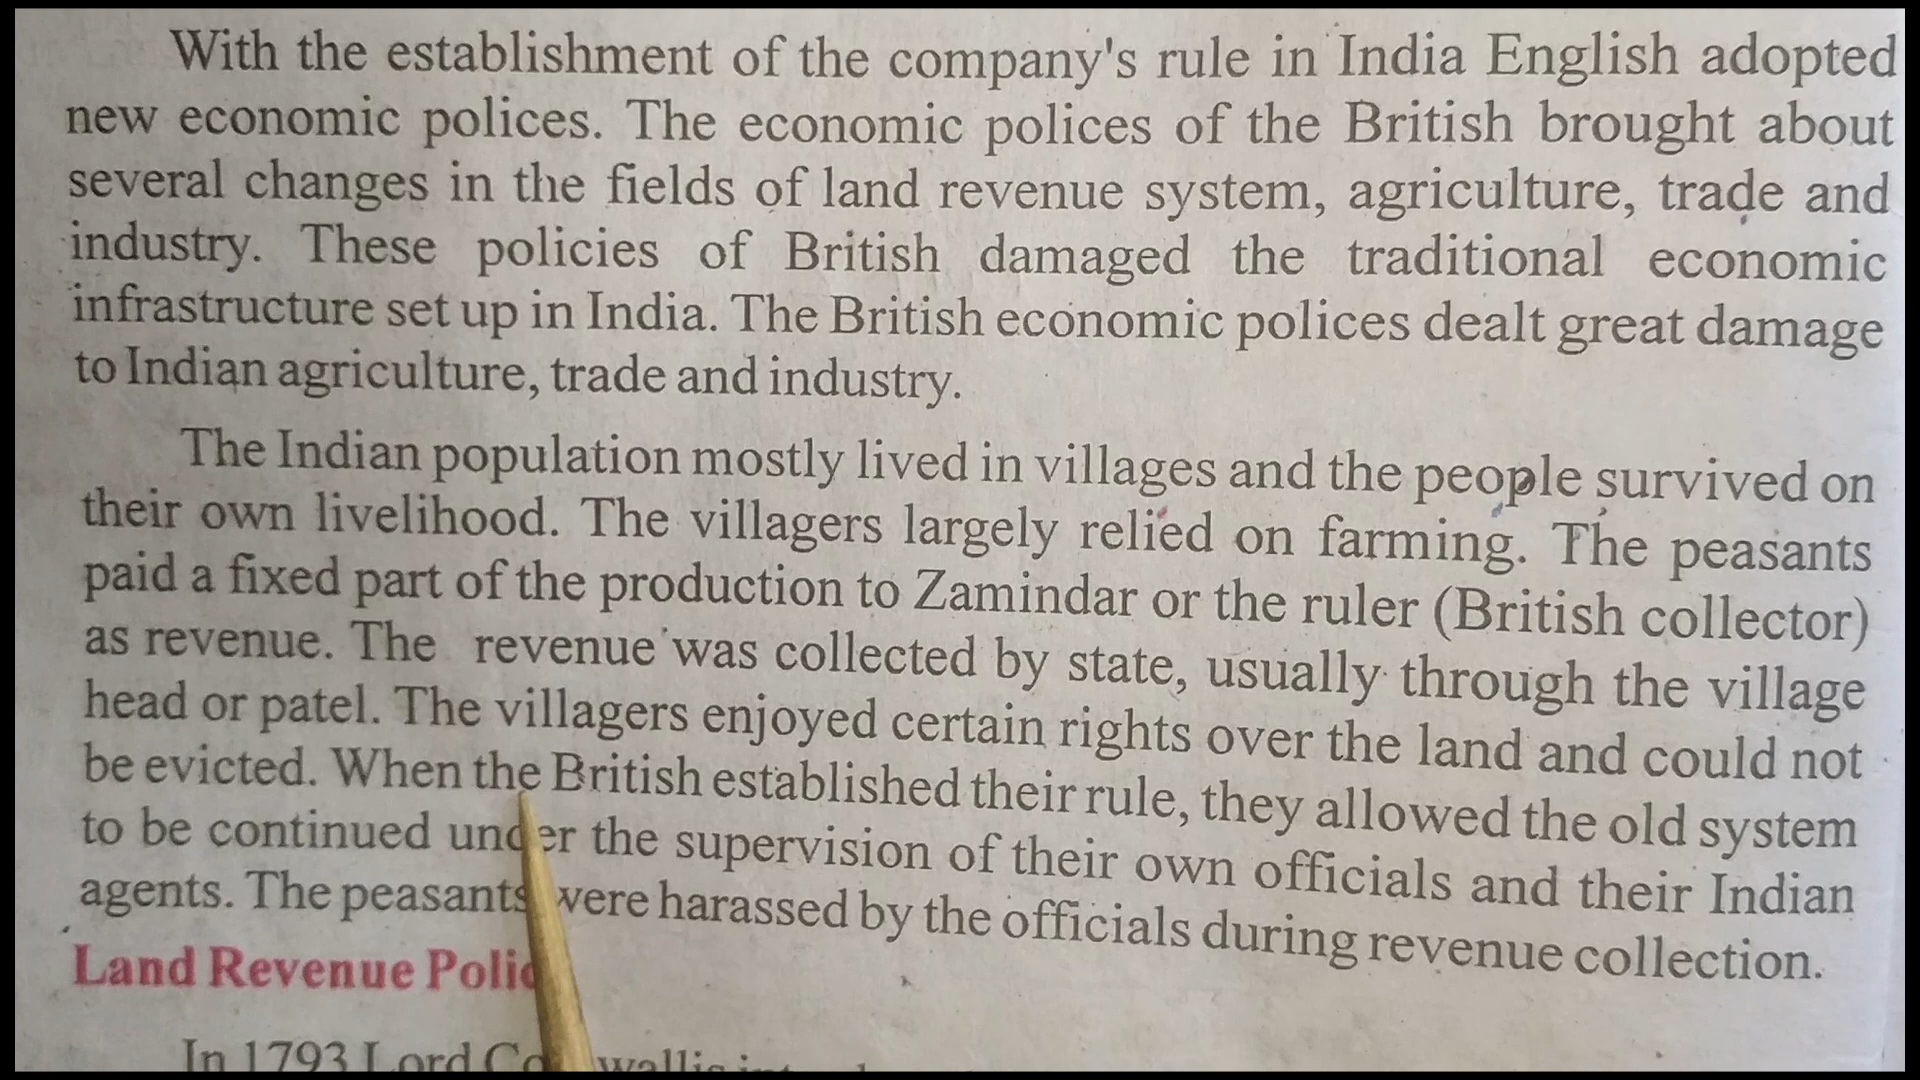 With the establishment of the company's rule in India English adopted
new economic polices. The economic polices of the British brought about
several changes in the fields of land revenue system, agriculture, trade and
industry. These policies of British damaged the traditional economic
infrastructure set up in India. The British economic polices dealt great damage
to Indian agriculture, trade and industry.
The Indian population mostly lived in villages and the people survived on
their own livelihood. The villagers largely relied on farming. The peasants
paid a fixed part of the production to Zamindar or the ruler (British collector)
as revenue. The revenue was collected by state, usually through the village
head or patel. The villagers enjoyed certain rights over the land and could not
be evicted. When the British established their rule, they allowed the old system
to be continued under the supervision of their own officials and their Indian
agents. The peasants were harassed by the officials during revenue collection.
Land Revenue
In 1793 Lord